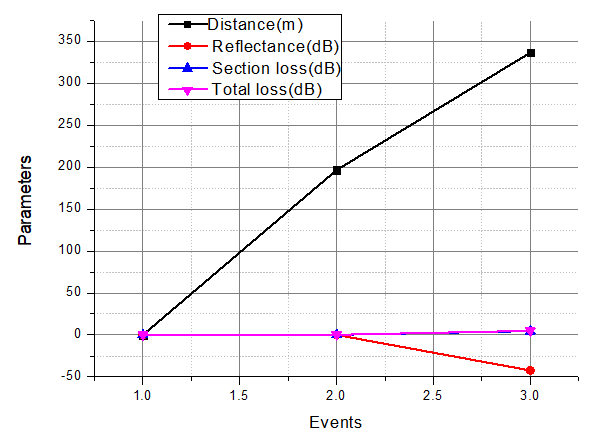 Distance(m)
Reflectance(dB)
Section loss(dB)
Total loss(dB)
350
300
250
200
150
100
50
0
-50
Parameters
1.0 1.5 2.0 2.5 3.0
Events